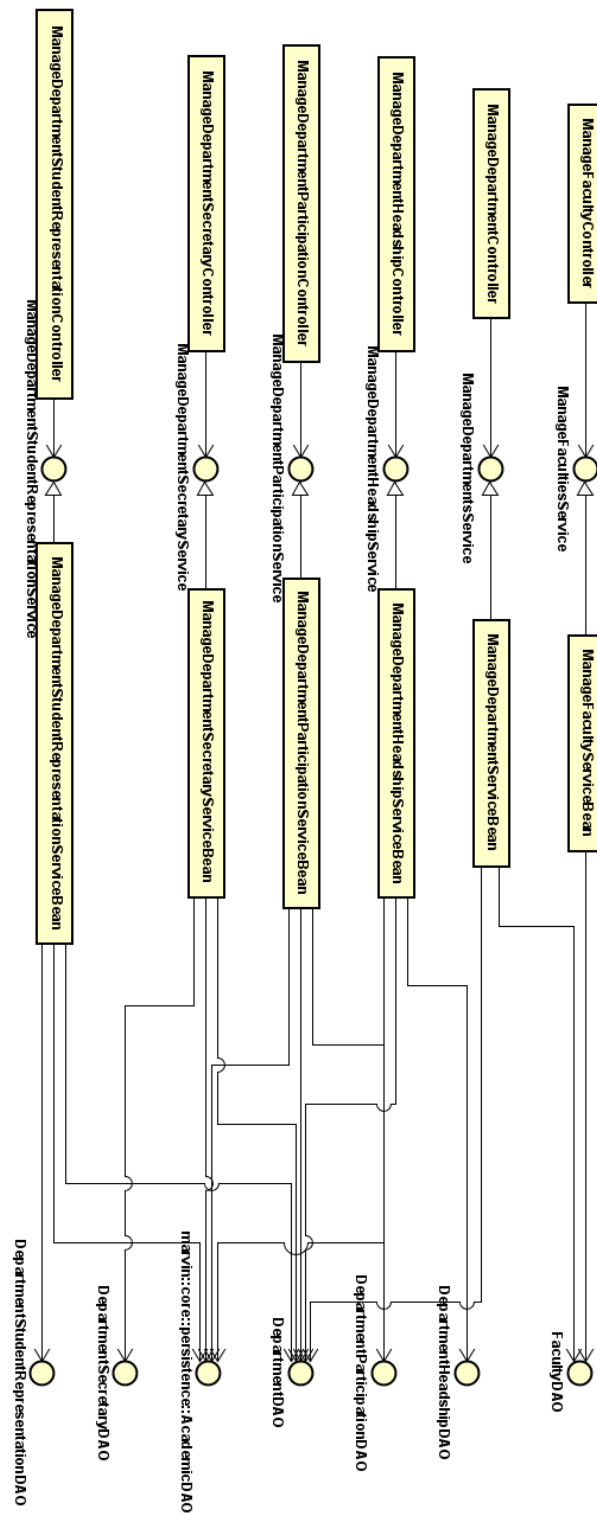 ManageFacultyController
ManageFacultiesService
ManageFacultyServiceBean
FacultyDAO
ManageDepartmentController
ManageDepartmentsService
ManageDepartmentServiceBean
DepartmentHeadshipDAO
ManageDepartmentHeadshipController
ManageDepartmentHeadshipService
ManageDepartmentHeadshipServiceBean
DepartmentParticipationDAO
ManageDepartmentParticipationController
ManageDepartmentParticipationService
ManageDepartmentParticipationServiceBean
DepartmentDAO
ManageDepartmentSecretaryController
ManageDepartmentSecretaryService
ManageDepartmentSecretaryServiceBean
marvin::core::persistence::AcademicDAO
DepartmentSecretaryDAO
ManageDepartmentStudentRepresentationController
ManageDepartmentStudentRepresentationService
ManageDepartmentStudentRepresentationServiceBean
DepartmentStudentRepresentationDAO